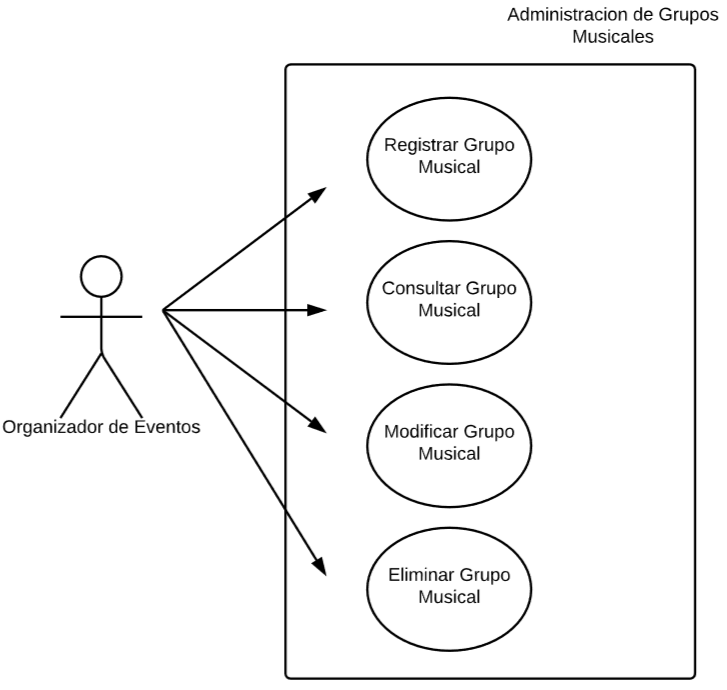 Administracion de Grupos
Musicales
Registrar Grupo
Musical
Consultar Grupo
Musical
Modificar Grupo
Musical
Eliminar Grupo
Musical
Organizador de Eventos